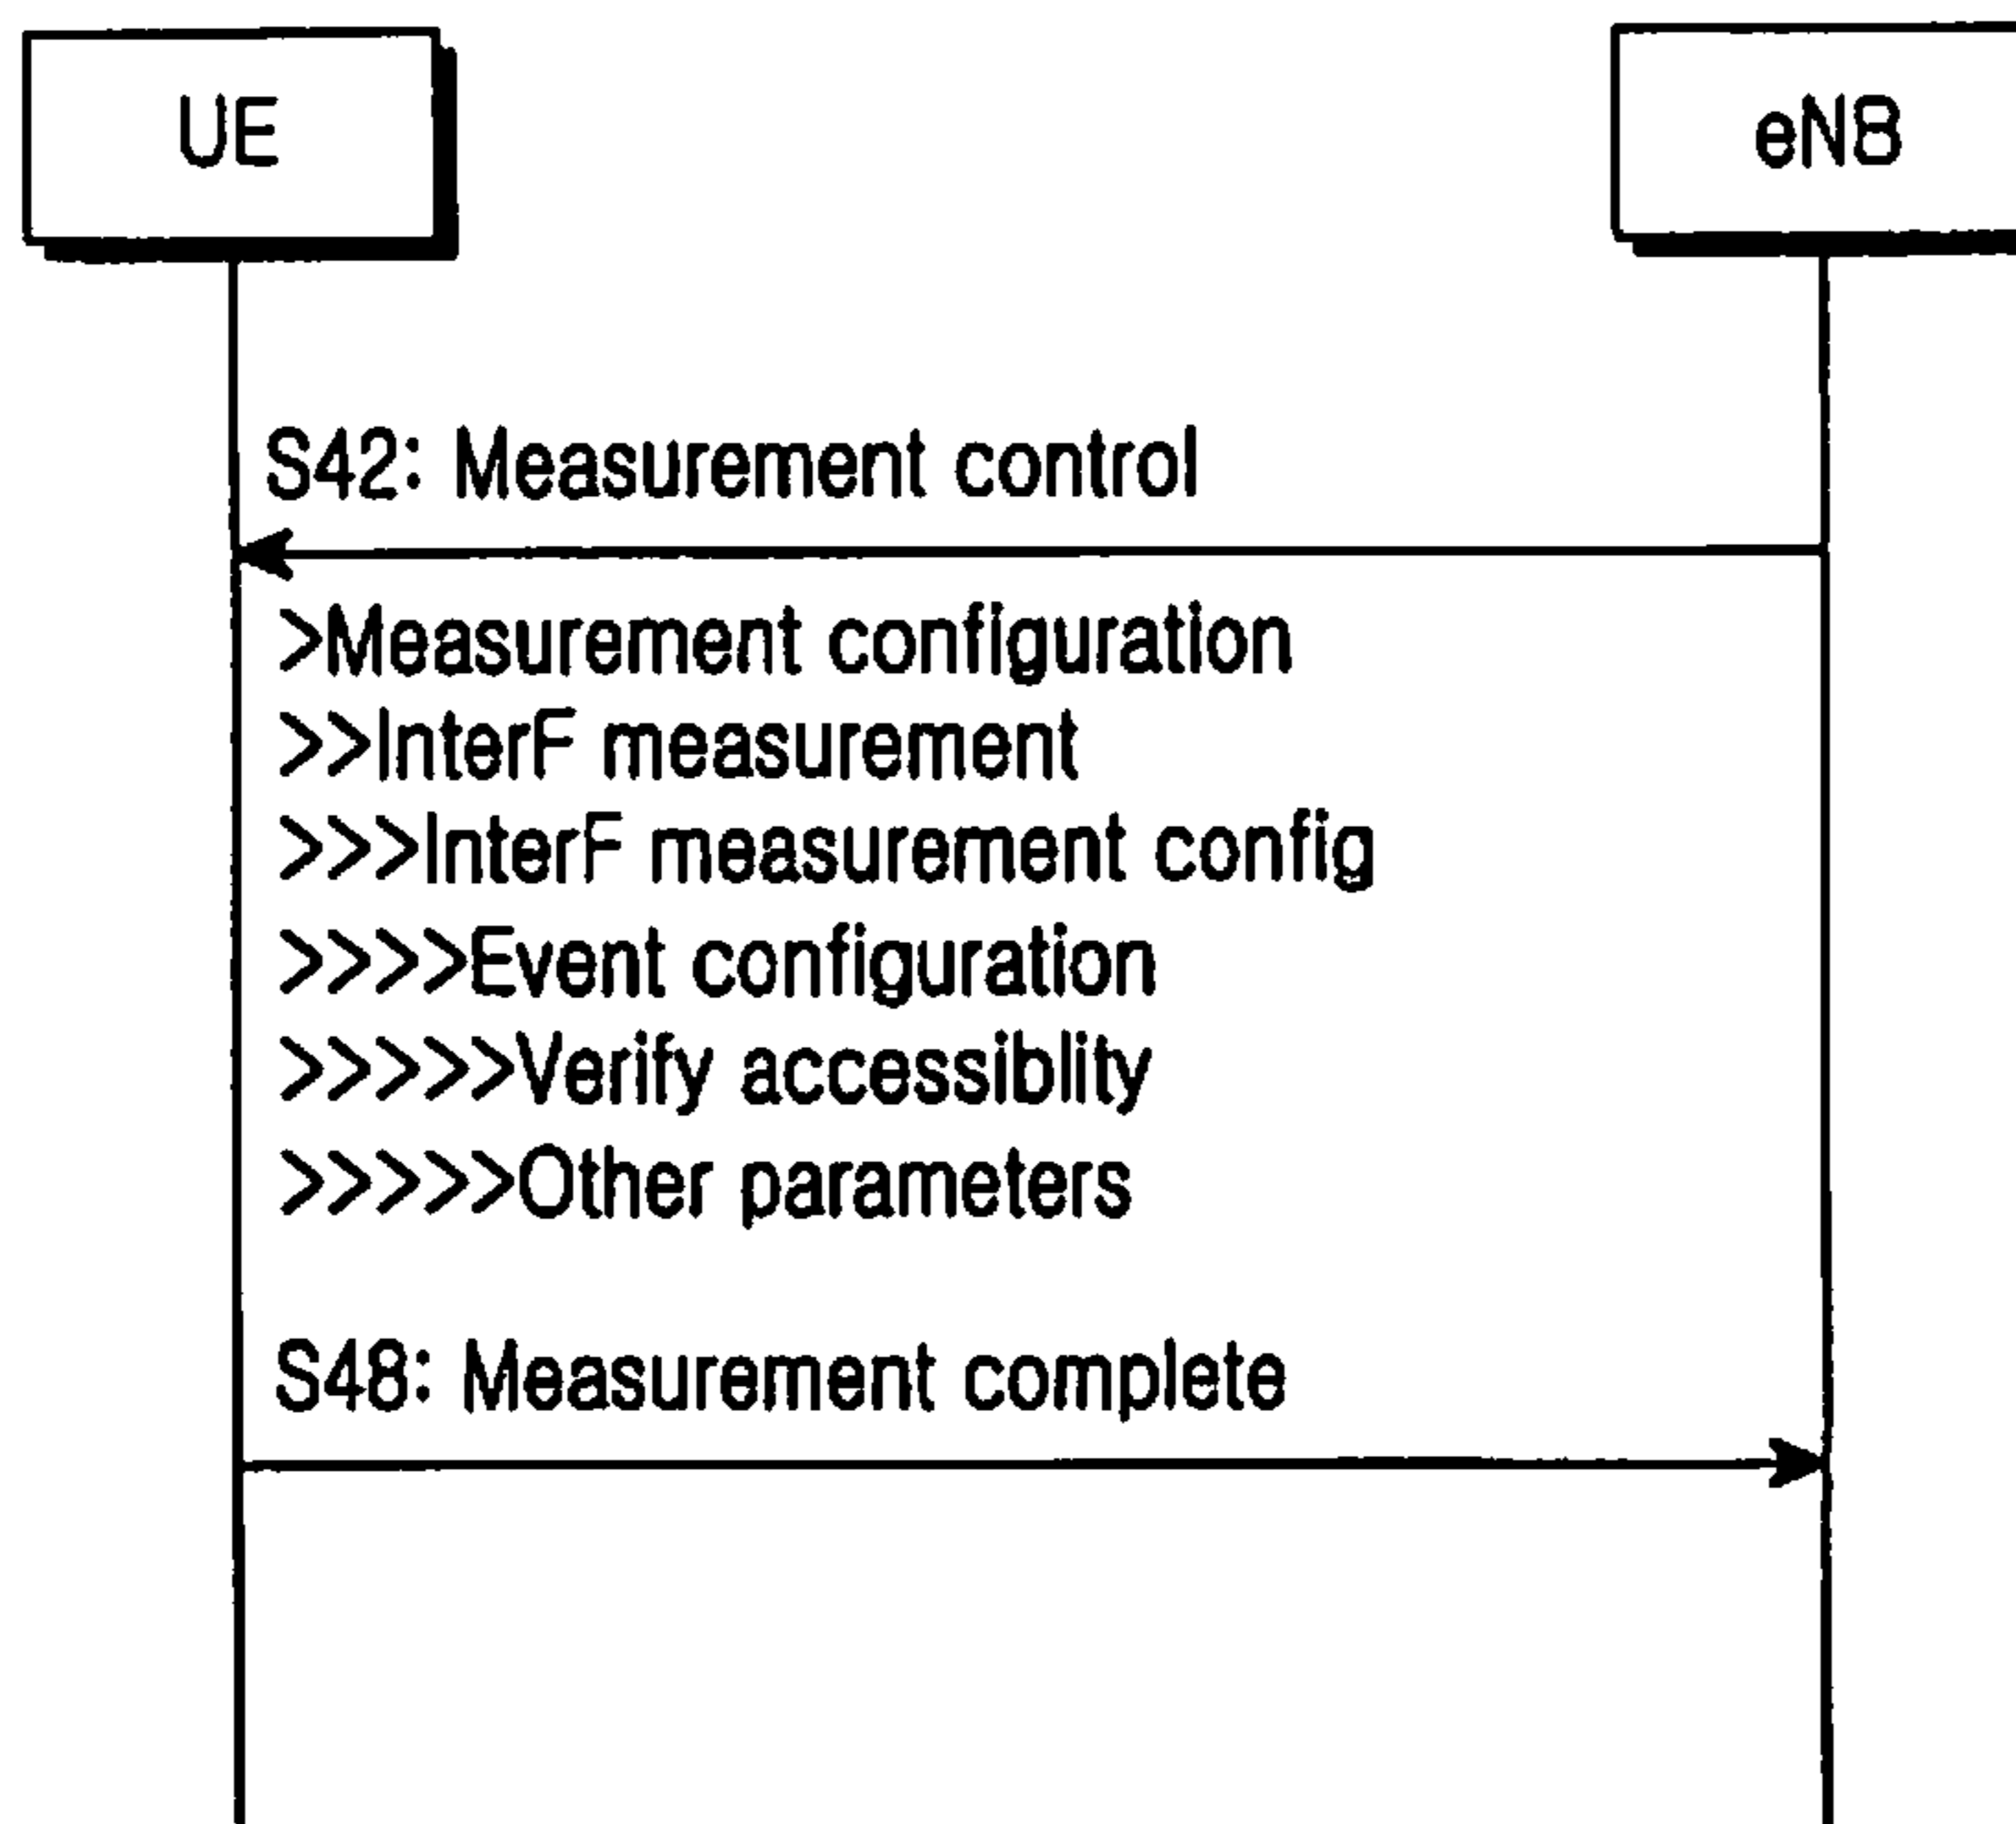 UE
eN8
S42: Measurement control
>Measurement configuration
>>InterF measurement
>>>InterF measurement config
>>>>Event configuration
>>>>>Verify accessiblity
>>>>>Other parameters
S48: Measurement complete